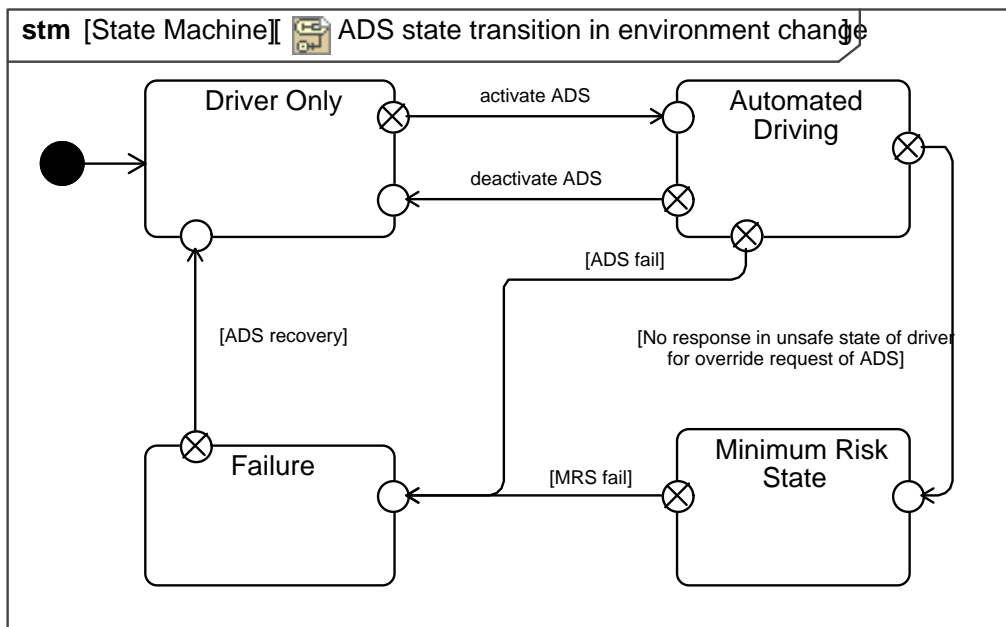 stm [State Machine][ ADS state transition in environment change]
Driver Only
activate ADS
Automated
Driving
deactivate ADS
[ADS fail]
[ADS recovery]
[No response in unsafe state of driver
for override request of ADS]
Failure
[MRS fail]
Minimum Risk
State